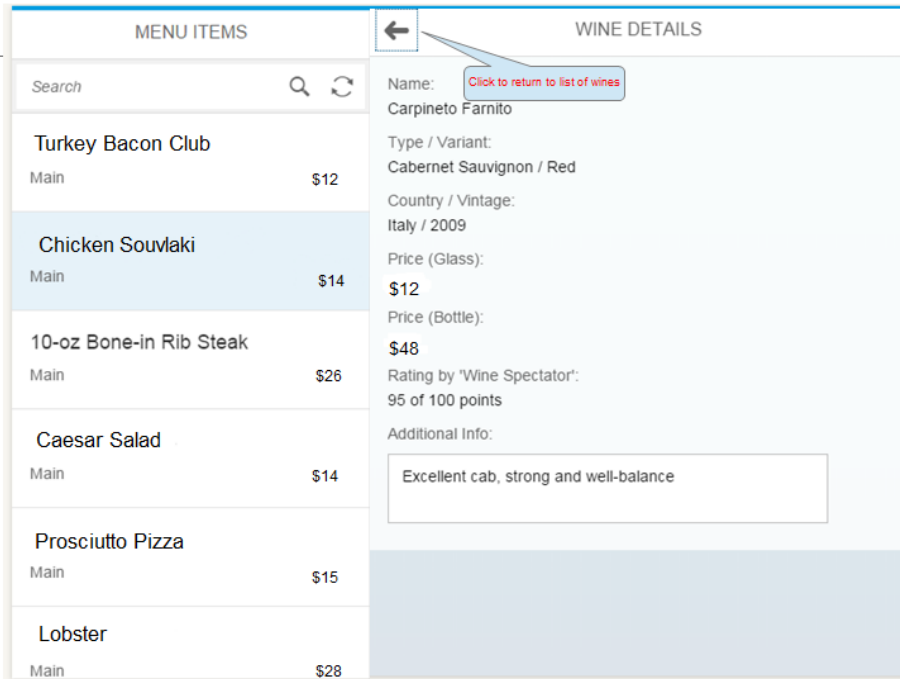 MENU ITEMS
Search
Turkey Bacon Club
Main
$12
Chicken Souvlaki
Main
$14
10-oz Bone-in Rib Steak
Main
$26
Caesar Salad
Main
$14
Prosciutto Pizza
Main
$15
Lobster
Main
$28
WINE DETAILS
Click to return to list of wines
Name:
Carpineto Farnito
Type / Variant:
Cabernet Sauvignon / Red
Country / Vintage:
Italy / 2009
Price (Glass):
$12
Price (Bottle):
$48
Rating by 'Wine Spectator':
95 of 100 points
Additional Info:
Excellent cab, strong and well-balance